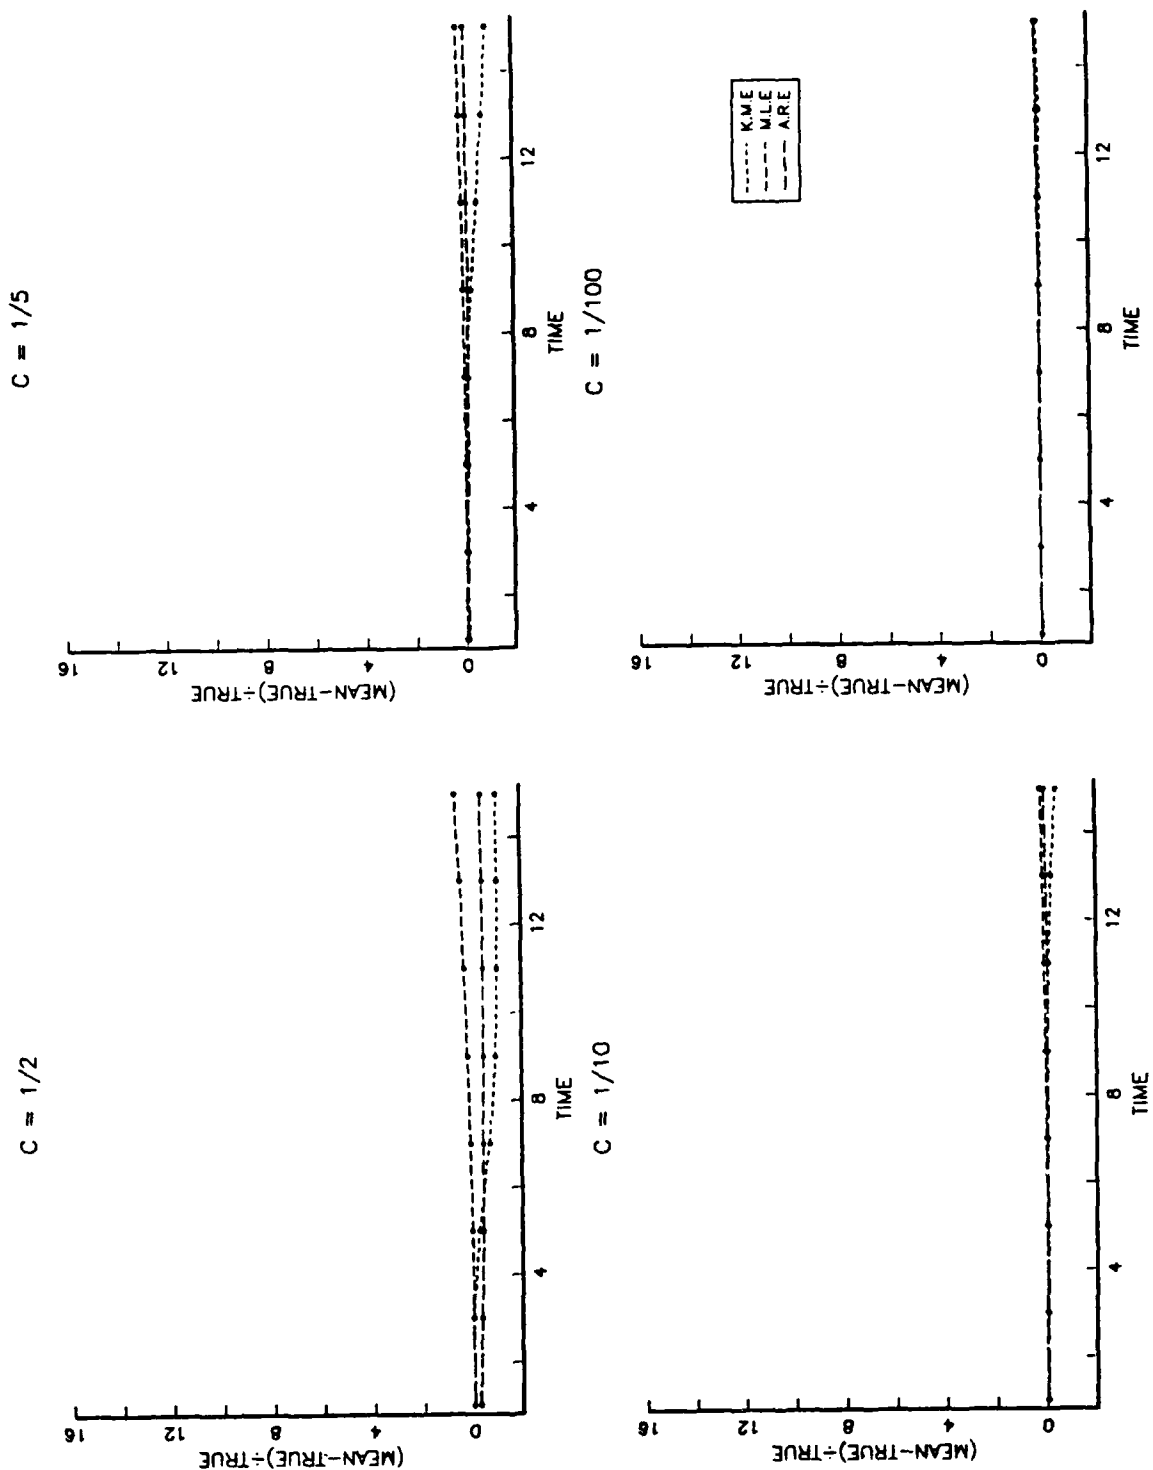 C = 1/2
(MEAN-TRUE)÷TRUE
16
12
8
4
0
4
8
12
TIME
C = 1/5
(MEAN-TRUE)÷TRUE
16
12
8
4
0
4
8
12
TIME
C = 1/10
(MEAN-TRUE)÷TRUE
16
12
8
4
0
4
8
12
TIME
C = 1/100
K.M.E
M.L.E
A.R.E
(MEAN-TRUE)÷TRUE
16
12
8
4
0
4
8
12
TIME